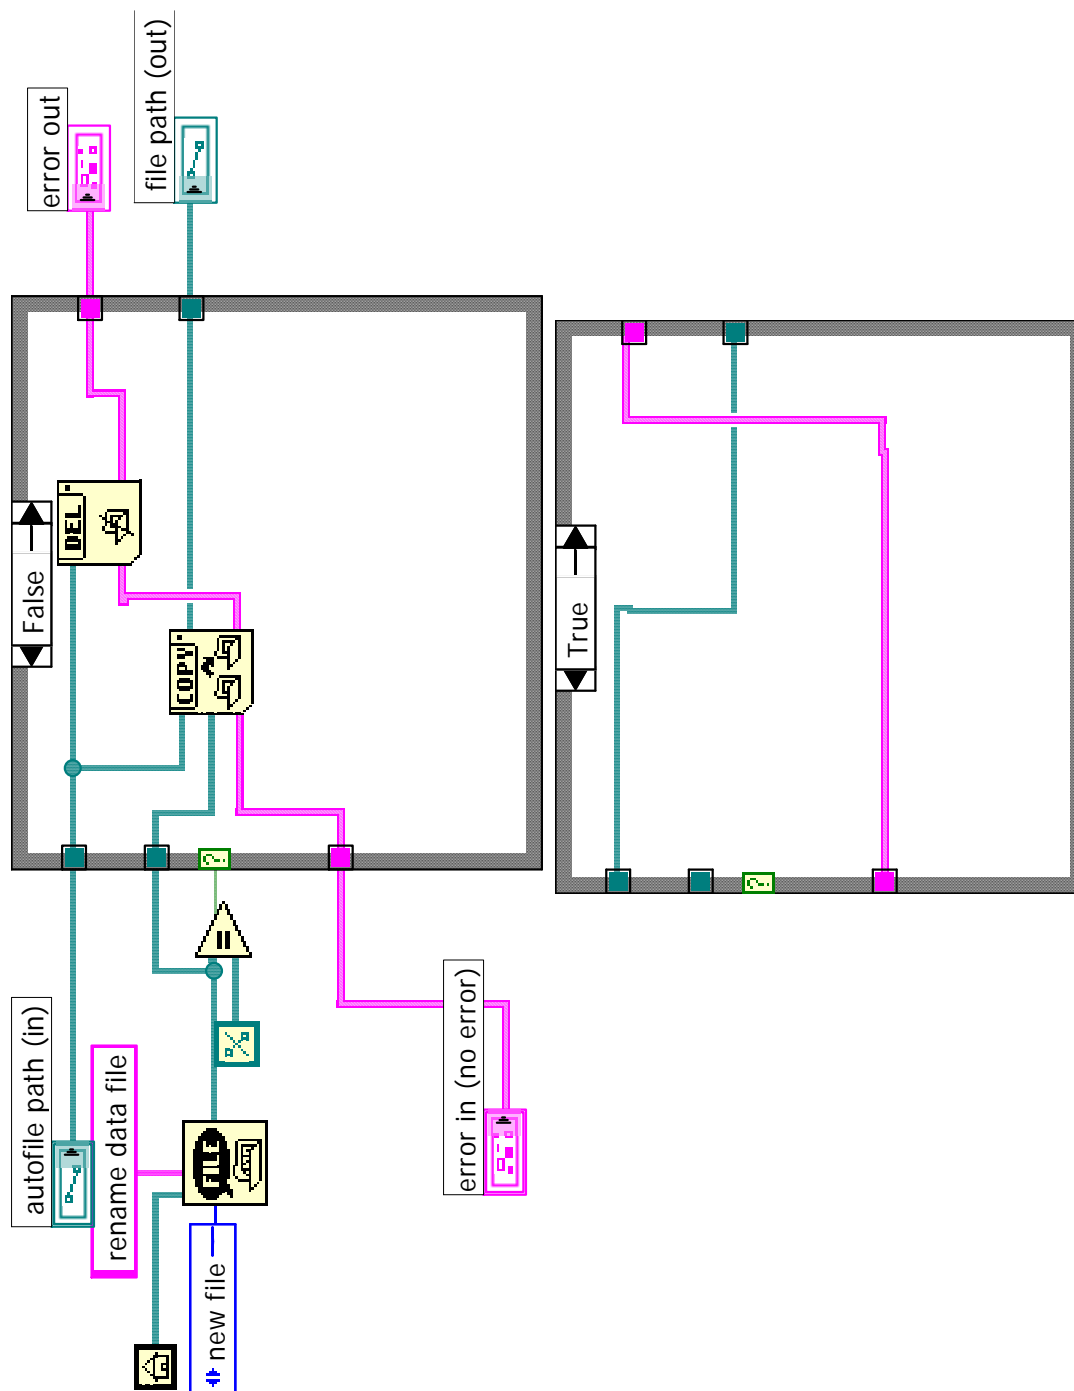 autofile path (in)
rename data file
FILE
new file
error in (no error)
?
=
False
COPY
DEL
error out
file path (out)
True
?